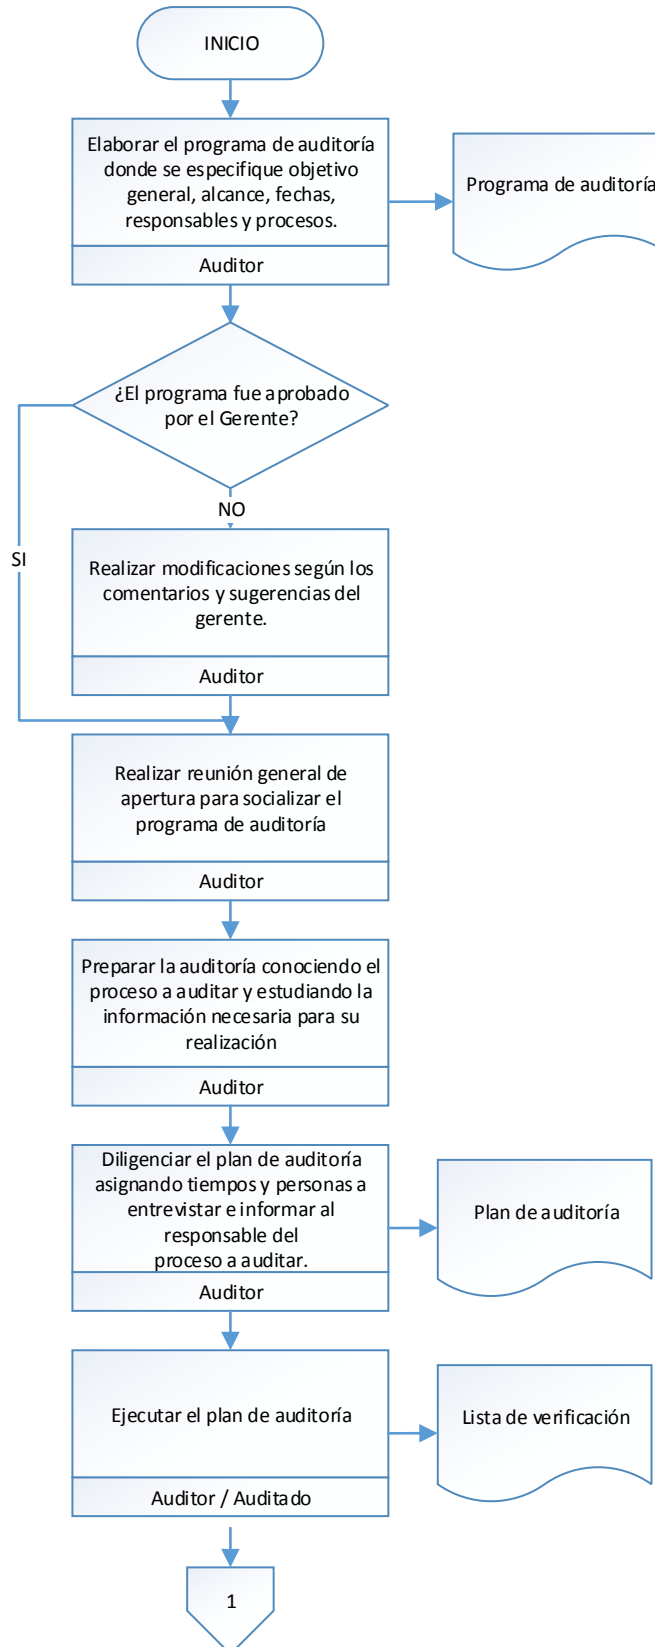 INICIO
Elaborar el programa de auditoría
donde se especifique objetivo
general, alcance, fechas,
responsables y procesos.
Auditor
Programa de auditoría
¿El programa fue aprobado
por el Gerente?
NO
SI
Realizar modificaciones según los
comentarios y sugerencias del
gerente.
Auditor
Realizar reunión general de
apertura para socializar el
programa de auditoría
Auditor
Preparar la auditoría conociendo el
proceso a auditar y estudiando la
información necesaria para su
realización
Auditor
Diligenciar el plan de auditoría
asignando tiempos y personas a
entrevistar e informar al
responsable del
proceso a auditar.
Auditor
Plan de auditoría
Ejecutar el plan de auditoría
Auditor / Auditado
Lista de verificación
1